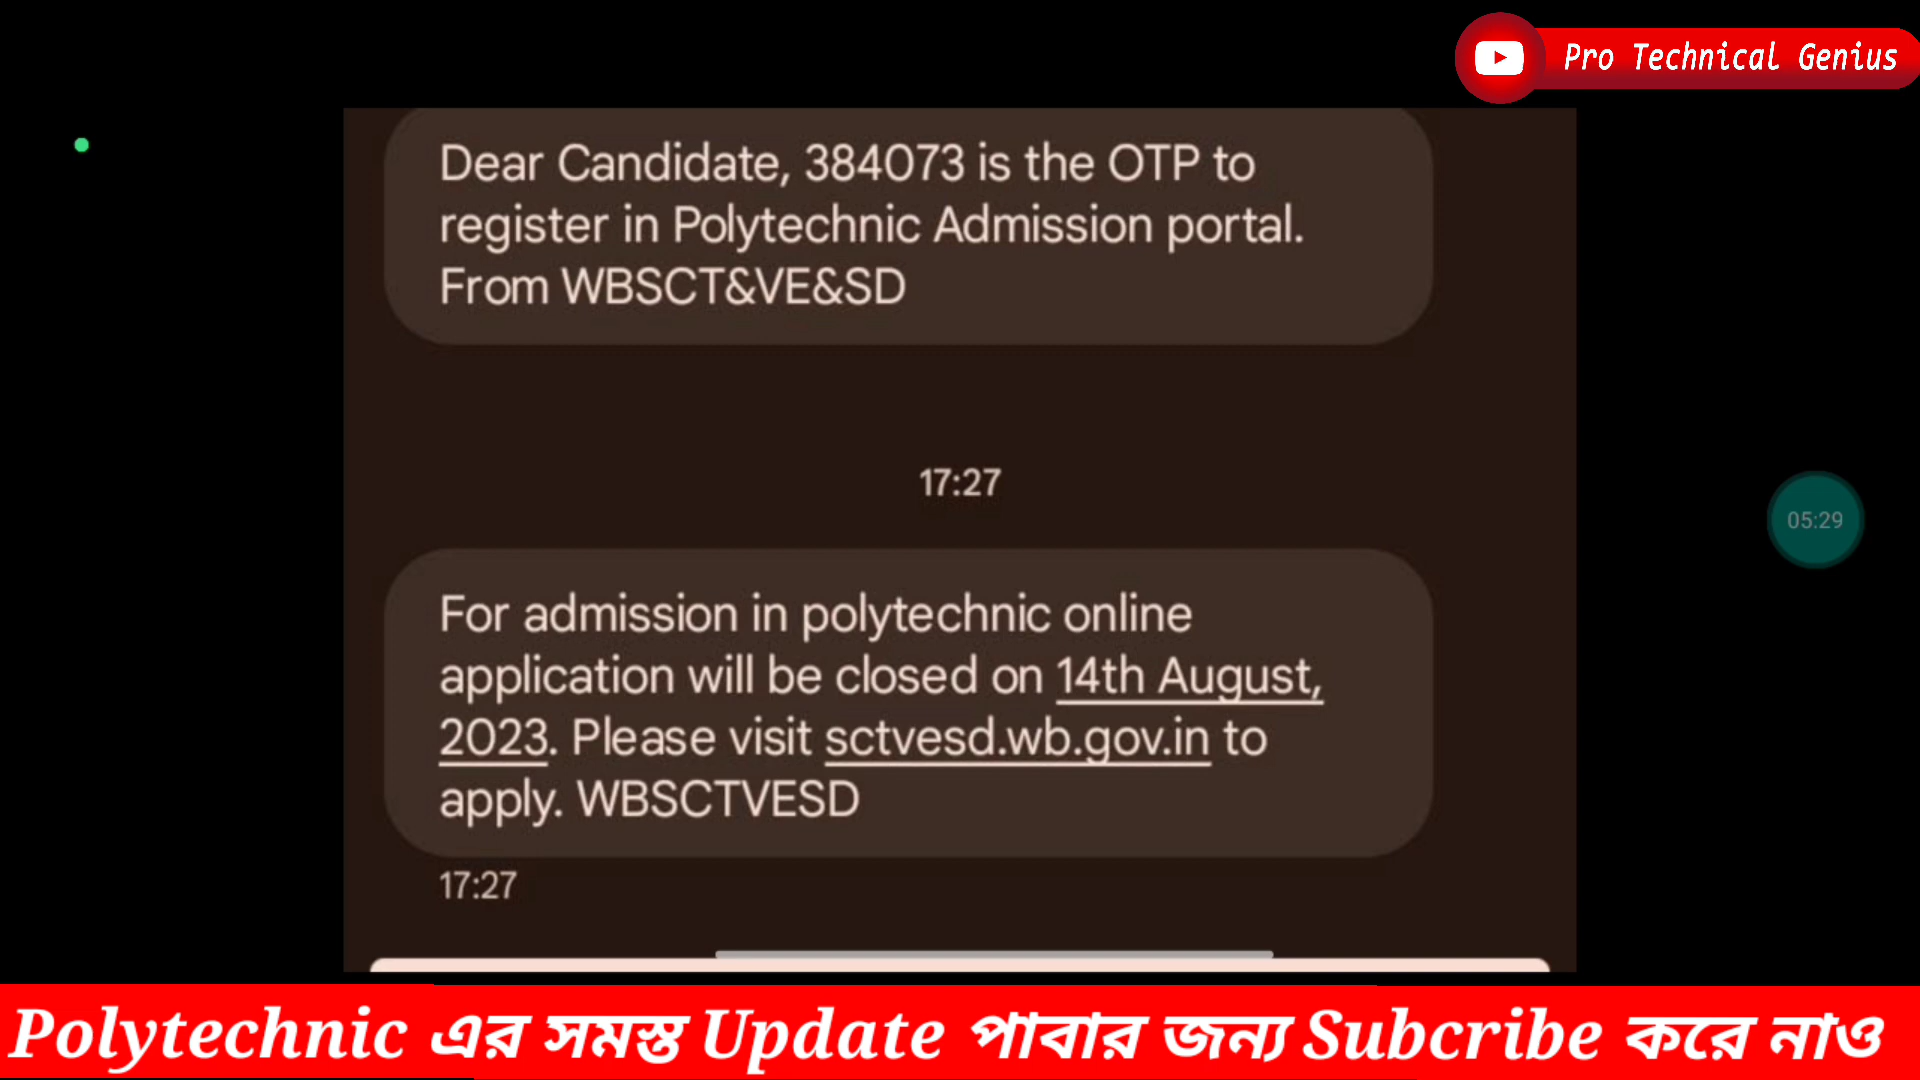 Pro Technical Genius
Dear Candidate, 384073 is the OTP to
register in Polytechnic Admission portal.
From WBSCT&VE&SD
17:27
05:29
For admission in polytechnic online
application will be closed on 14th August,
2023. Please visit sctvesd.wb.gov.in to
apply. WBSCTVESD
17:27
Polytechnic এর সমস্ত Update পাবার জন্য Subcribe করে নাও